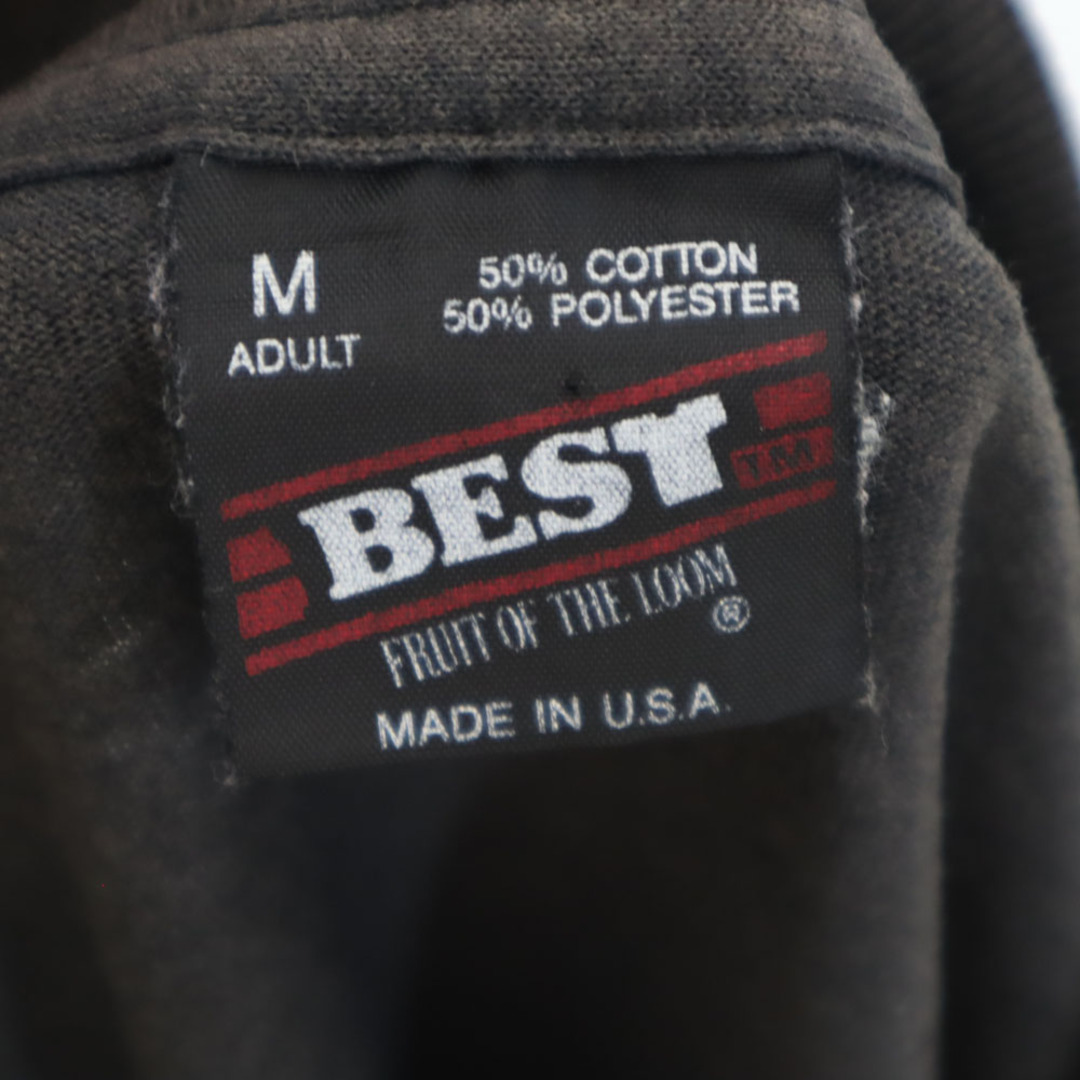 M
ADULT
50% COTTON
50% POLYESTER
BEST
TM
FRUIT OF THE LOOM
®
MADE IN U.S.A.